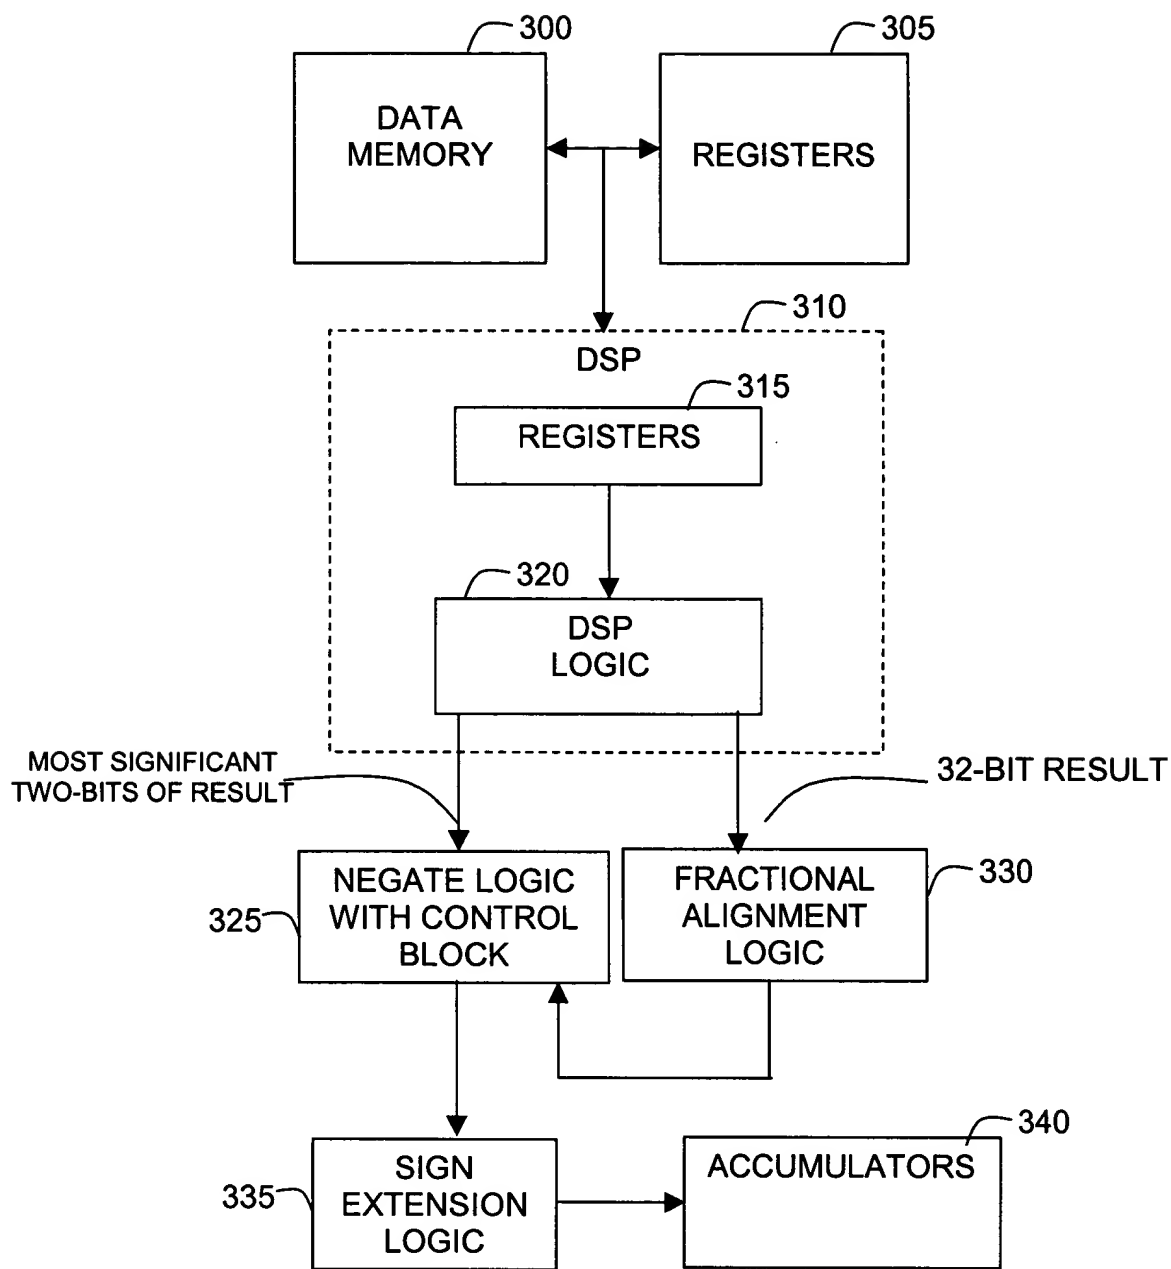 300
305
DATA
MEMORY
REGISTERS
310
DSP
315
REGISTERS
320
DSP
LOGIC
MOST SIGNIFICANT
TWO-BITS OF RESULT
32-BIT RESULT
NEGATE LOGIC
WITH CONTROL
BLOCK
325
FRACTIONAL
ALIGNMENT
LOGIC
330
340
SIGN
EXTENSION
LOGIC
335
ACCUMULATORS